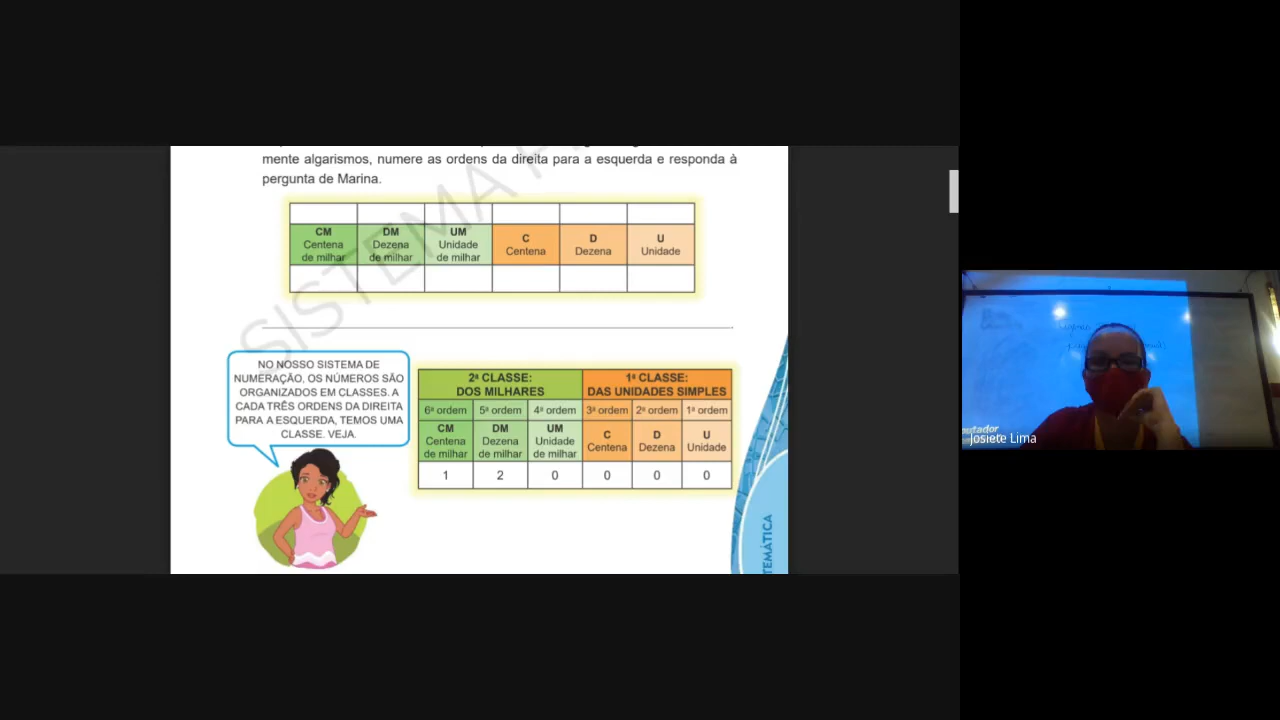 mente algarismos, numere as ordens da direita para a esquerda e responda à
pergunta de Marina.
CM DM UM C D U
Centena de milhar Dezena de milhar Unidade de milhar Centena Dezena Unidade
NO NOSSO SISTEMA DE
NUMERAÇÃO, OS NÚMEROS SÃO
ORGANIZADOS EM CLASSES. A
CADA TRÊS ORDENS DA DIREITA
PARA A ESQUERDA, TEMOS UMA
CLASSE. VEJA.
2ª CLASSE: 1ª CLASSE:
DOS MILHARES DAS UNIDADES SIMPLES
6ª ordem 5ª ordem 4ª ordem 3ª ordem 2ª ordem 1ª ordem
CM DM UM C D U
Centena de milhar Dezena de milhar Unidade de milhar Centena Dezena Unidade
1 2 0 0 0 0
SISTEMA
TEMÁTICA
Josiete Lima